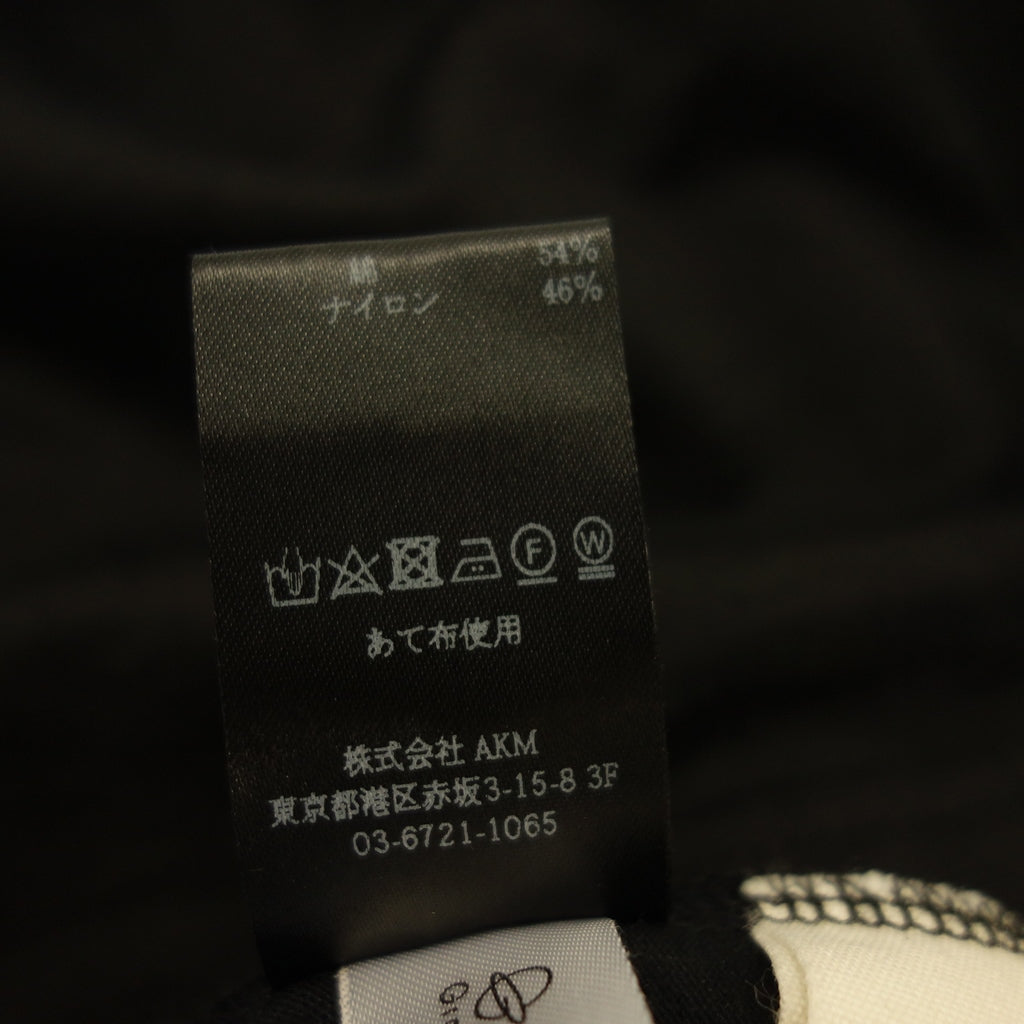 綿 54%
ナイロン 46%
F W
あて布使用
株式会社 AKM
東京都港区赤坂3-15-8 3F
03-6721-1065